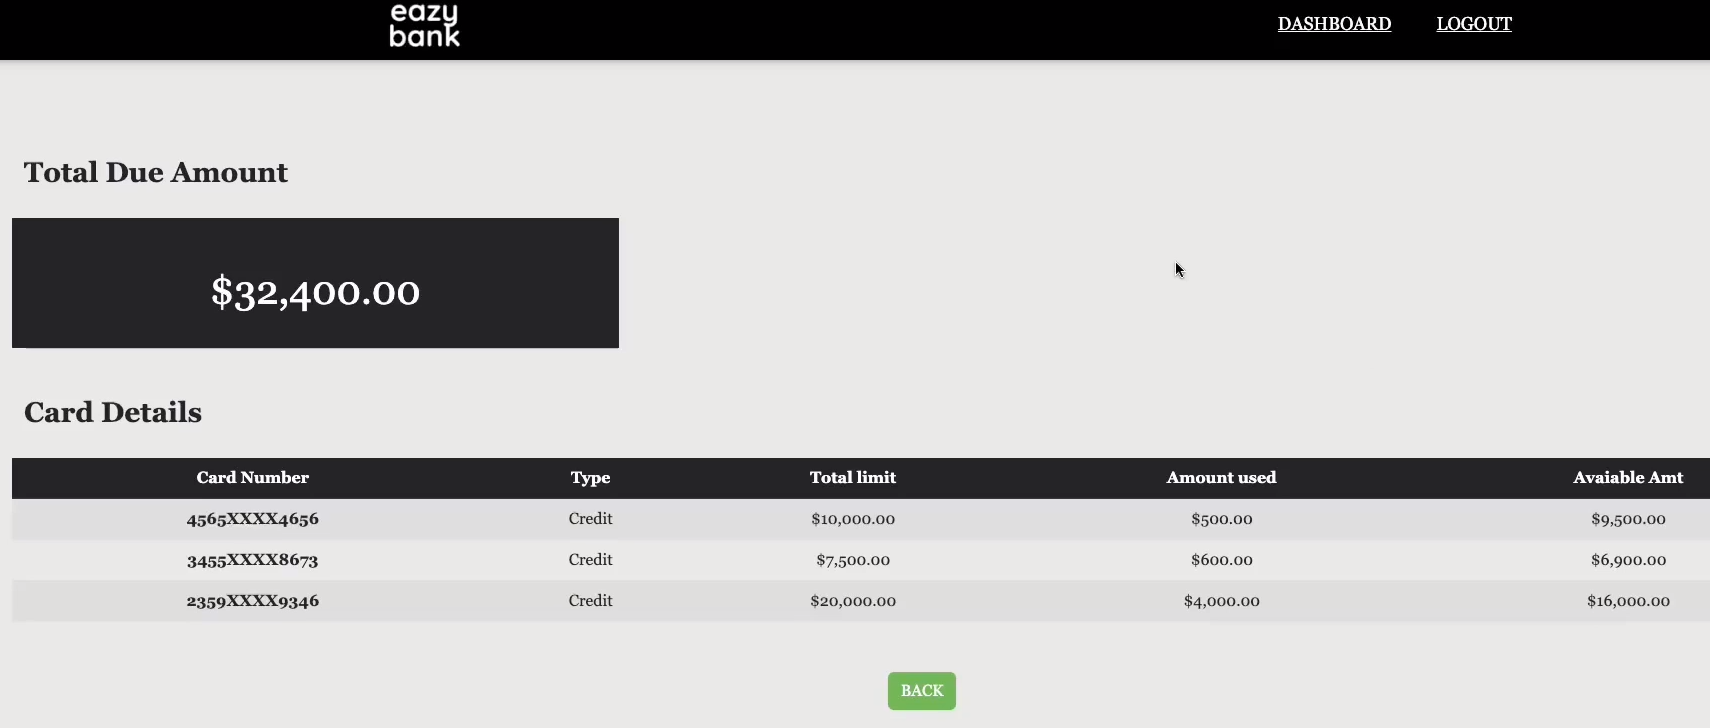 eazy
bank
DASHBOARD LOGOUT
Total Due Amount
$32,400.00
Card Details
Card Number Type Total limit Amount used Avaiable Amt
4565XXXX4656 Credit $10,000.00 $500.00 $9,500.00
3455XXXX8673 Credit $7,500.00 $600.00 $6,900.00
2359XXXX9346 Credit $20,000.00 $4,000.00 $16,000.00
BACK